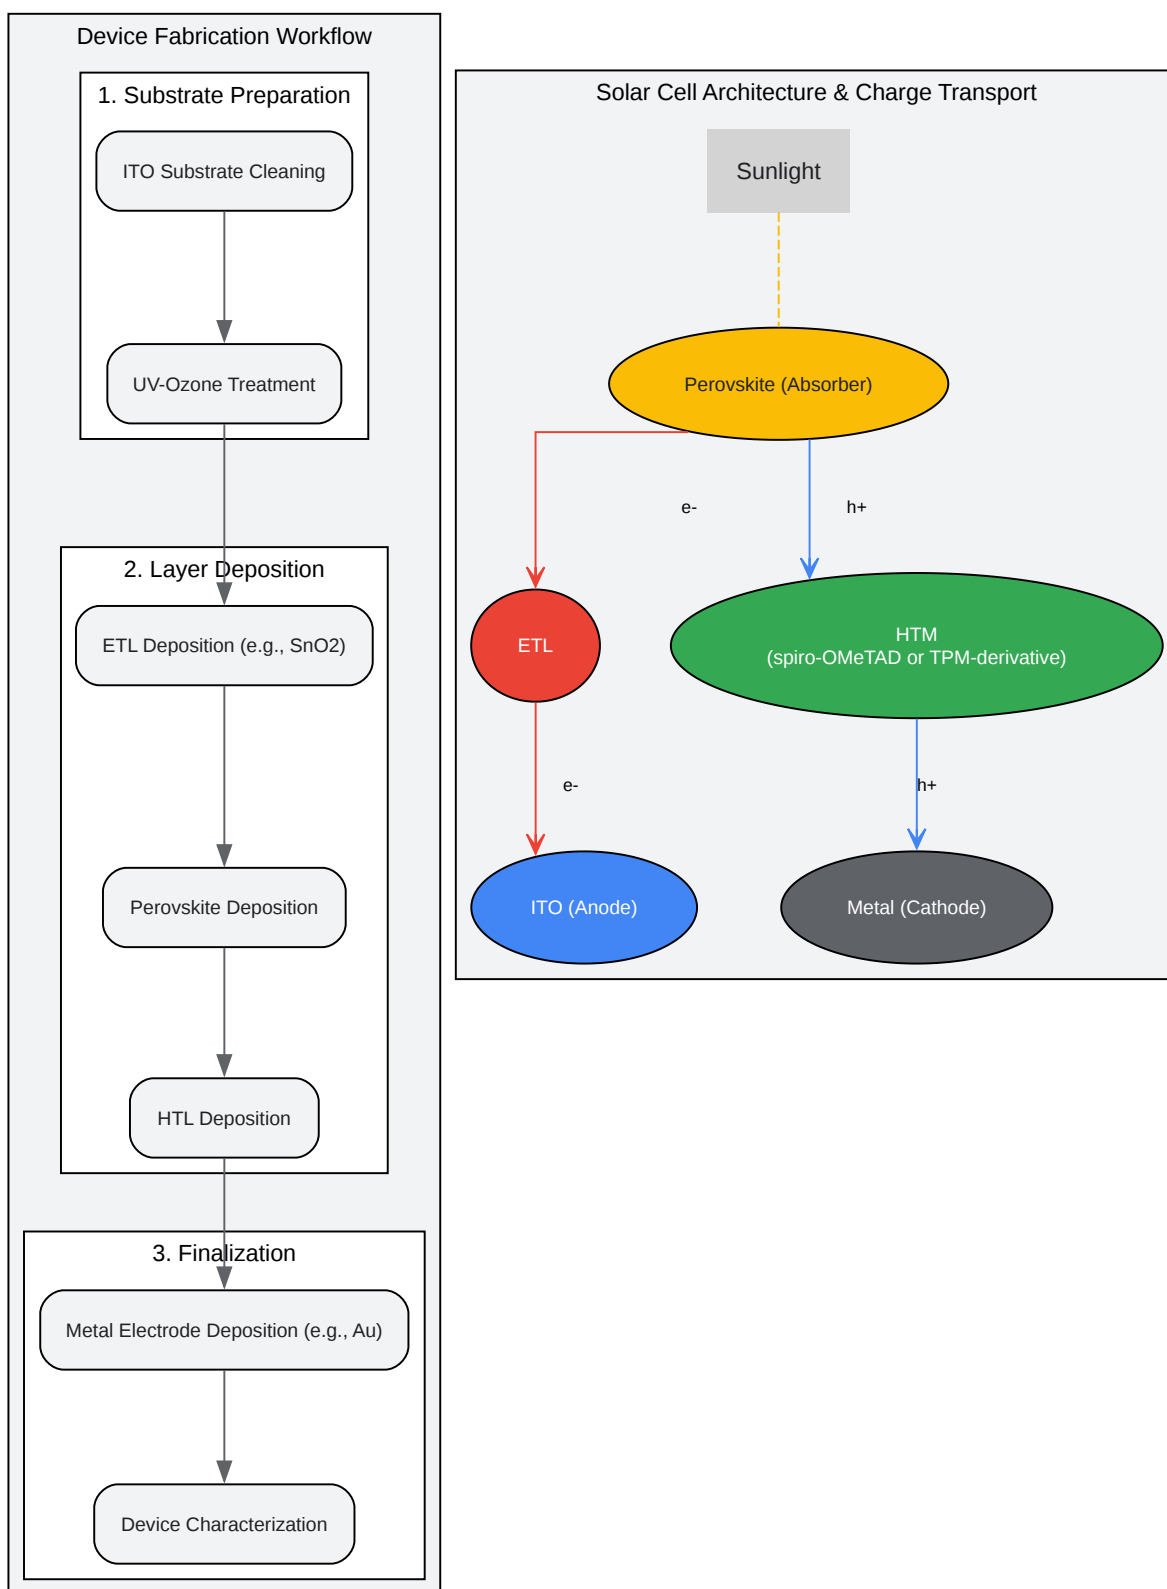 Device Fabrication Workflow
1. Substrate Preparation
ITO Substrate Cleaning
UV-Ozone Treatment
2. Layer Deposition
ETL Deposition (e.g., SnO2)
Perovskite Deposition
HTL Deposition
3. Finalization
Metal Electrode Deposition (e.g., Au)
Device Characterization
Solar Cell Architecture & Charge Transport
Sunlight
Perovskite (Absorber)
e-
h+
ETL
HTM
(spiro-OMeTAD or TPM-derivative)
e-
h+
ITO (Anode)
Metal (Cathode)